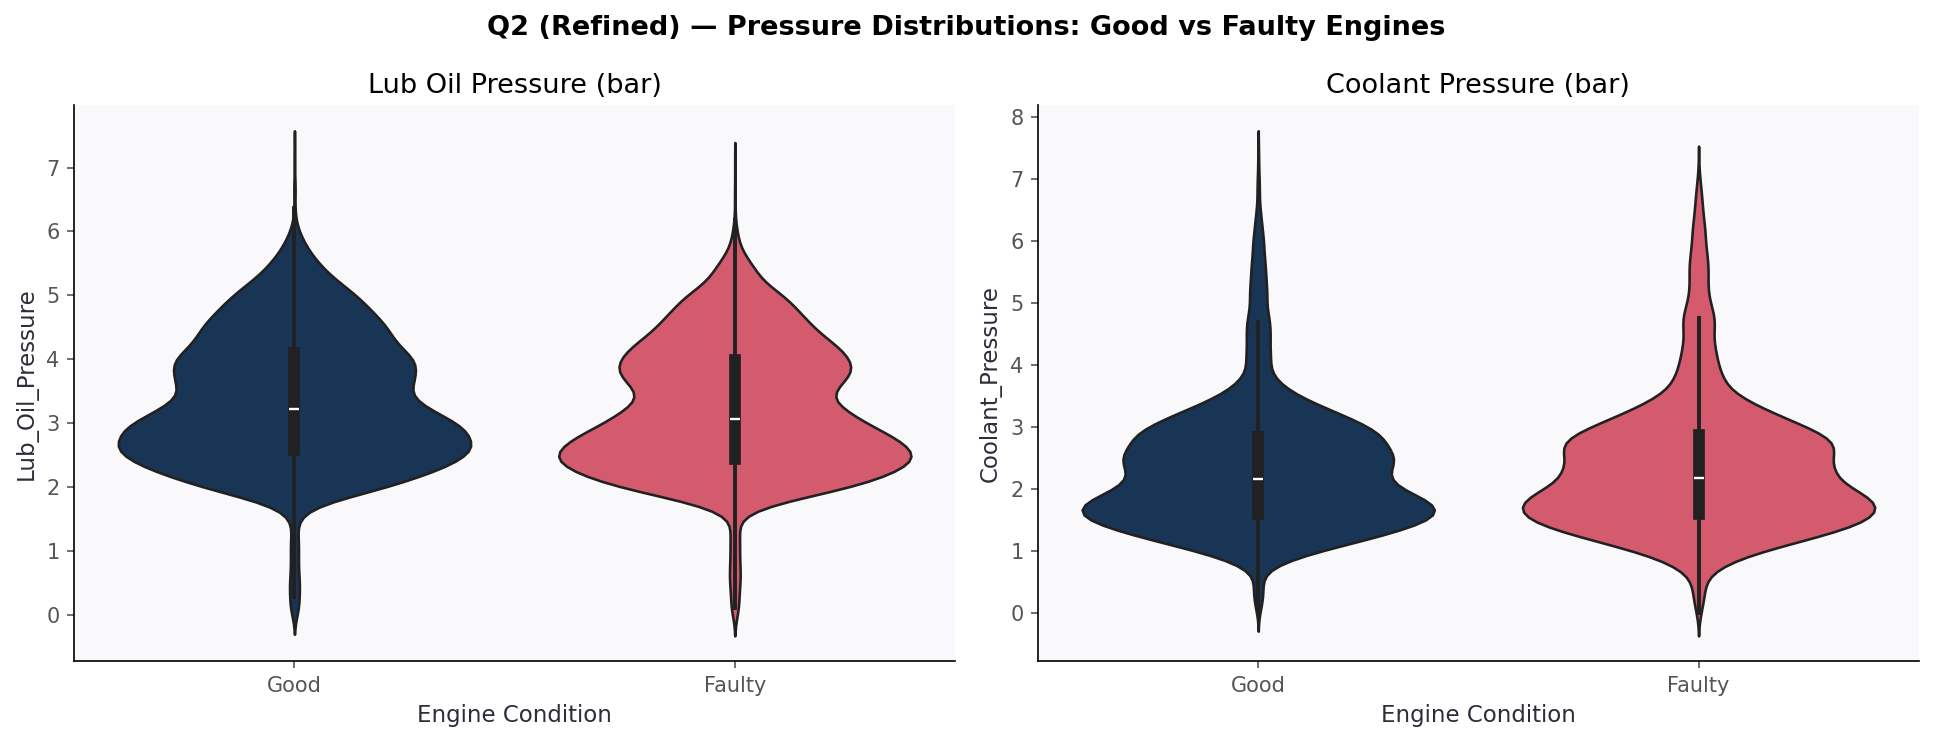 Q2 (Refined) — Pressure Distributions: Good vs Faulty Engines
Lub Oil Pressure (bar)
Lub_Oil_Pressure
7
6
5
4
3
2
1
0
Good
Faulty
Engine Condition
Coolant Pressure (bar)
Coolant_Pressure
8
7
6
5
4
3
2
1
0
Good
Faulty
Engine Condition